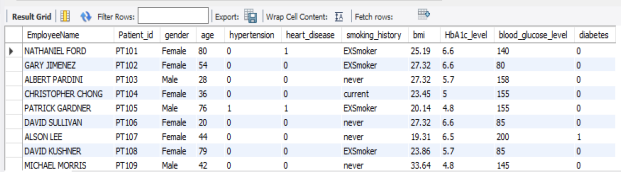 Result Grid Filter Rows: Export: Wrap Cell Content: IA Fetch rows:
EmployeeName Patient_id gender age hypertension heart_disease smoking_history bmi HbA1c_level blood_glucose_level diabetes
NATHANIEL FORD PT101 Female 80 0 1 EXSmoker 25.19 6.6 140 0
GARY JIMENEZ PT102 Female 54 0 0 EXSmoker 27.32 6.6 80 0
ALBERT PARDINI PT103 Male 28 0 0 never 27.32 5.7 158 0
CHRISTOPHER CHONG PT104 Female 36 0 0 current 23.45 5 155 0
PATRICK GARDNER PT105 Male 76 1 1 EXSmoker 20.14 4.8 155 0
DAVID SULLIVAN PT106 Female 20 0 0 never 27.32 6.6 85 0
ALSON LEE PT107 Female 44 0 0 never 19.31 6.5 200 1
DAVID KUSHNER PT108 Female 79 0 0 EXSmoker 23.86 5.7 85 0
MICHAEL MORRIS PT109 Male 42 0 0 never 33.64 4.8 145 0